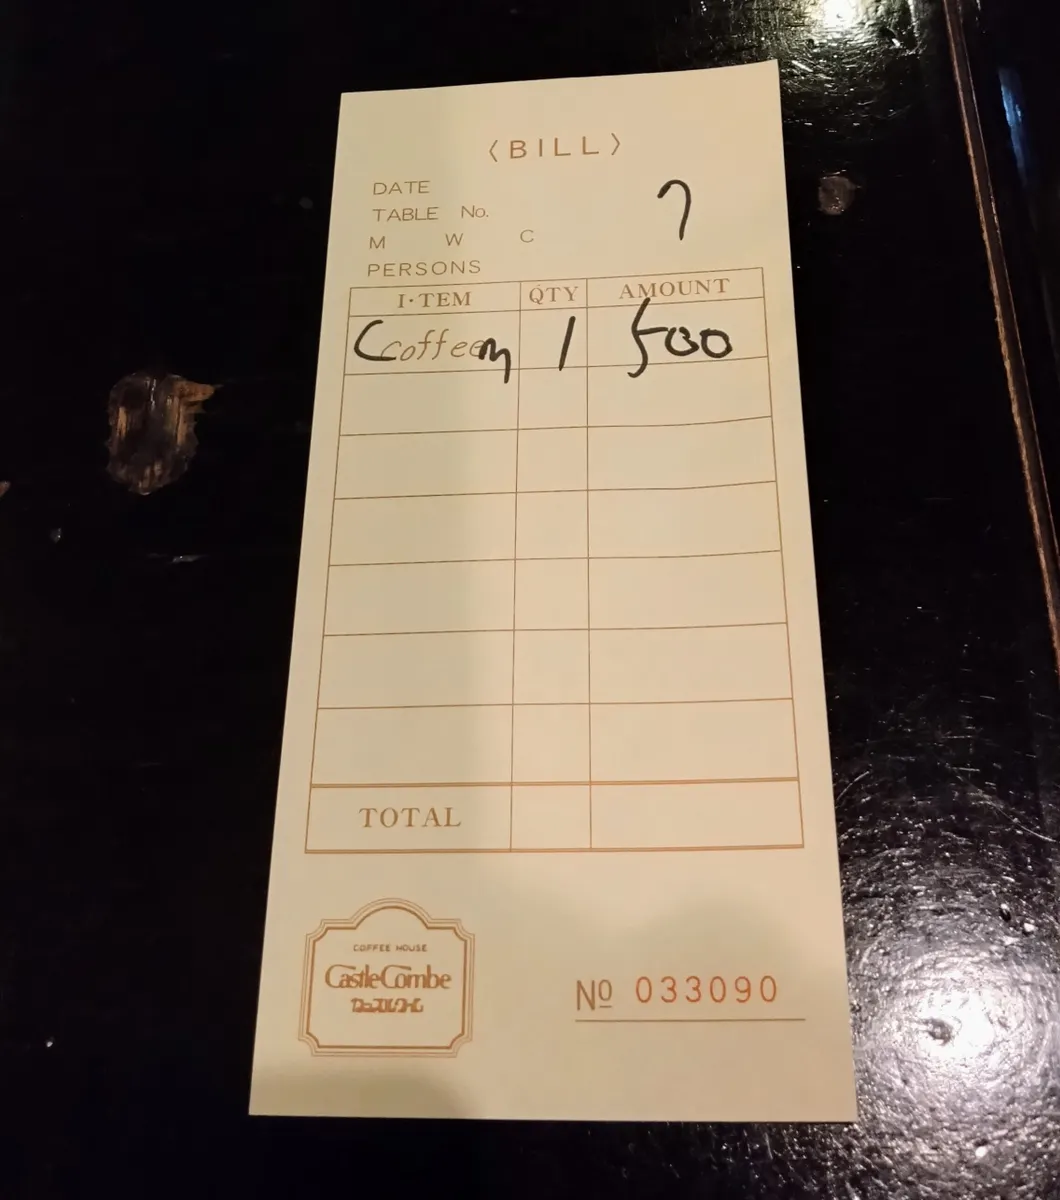 〈BILL〉
DATE
TABLE No. 7
M W C
PERSONS
I·TEM QTY AMOUNT
coffee 1 500
TOTAL
COFFEE HOUSE
CastleCombe
Nº 033090